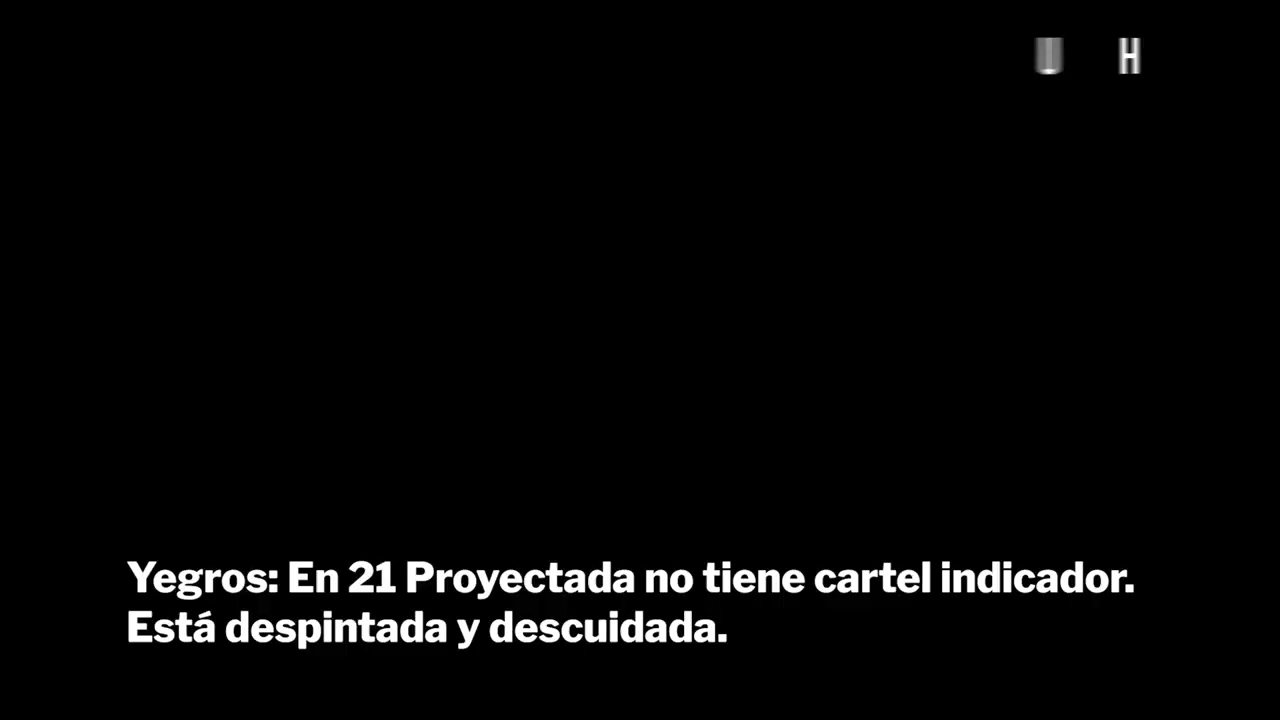 U H
Yegros: En 21 Proyectada no tiene cartel indicador.
Está despintada y descuidada.